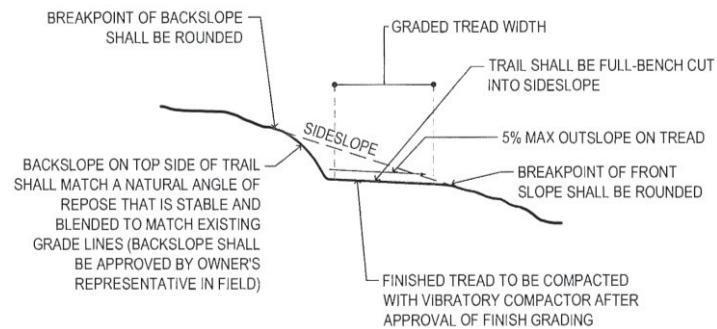 BREAKPOINT OF BACKSLOPE
SHALL BE ROUNDED
GRADED TREAD WIDTH
TRAIL SHALL BE FULL-BENCH CUT
INTO SIDESLOPE
SIDESLOPE
5% MAX OUTSLOPE ON TREAD
BACKSLOPE ON TOP SIDE OF TRAIL
SHALL MATCH A NATURAL ANGLE OF
REPOSE THAT IS STABLE AND
BLENDED TO MATCH EXISTING
GRADE LINES (BACKSLOPE SHALL
BE APPROVED BY OWNER'S
REPRESENTATIVE IN FIELD)
BREAKPOINT OF FRONT
SLOPE SHALL BE ROUNDED
FINISHED TREAD TO BE COMPACTED
WITH VIBRATORY COMPACTOR AFTER
APPROVAL OF FINISH GRADING